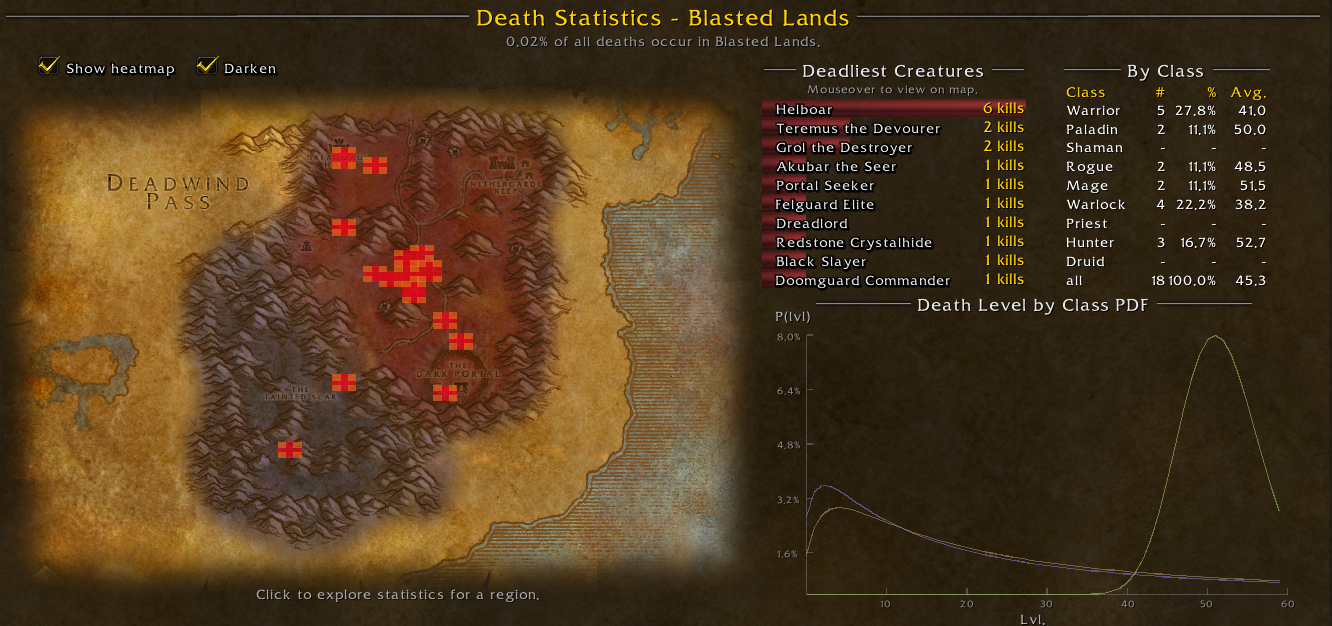 Death Statistics - Blasted Lands
0.02% of all deaths occur in Blasted Lands.
Show heatmap Darken
DEADWIND
PASS
NETHERGARDE
KEEP
THE
DARK PORTAL
THE
TAINTED SCAR
Click to explore statistics for a region.
Deadliest Creatures
Mouseover to view on map.
Helboar 6 kills
Teremus the Devourer 2 kills
Grol the Destroyer 2 kills
Akubar the Seer 1 kills
Portal Seeker 1 kills
Felguard Elite 1 kills
Dreadlord 1 kills
Redstone Crystalhide 1 kills
Black Slayer 1 kills
Doomguard Commander 1 kills
By Class
Class # % Avg.
Warrior 5 27.8% 41.0
Paladin 2 11.1% 50.0
Shaman - - -
Rogue 2 11.1% 48.5
Mage 2 11.1% 51.5
Warlock 4 22.2% 38.2
Priest - - -
Hunter 3 16.7% 52.7
Druid - - -
all 18 100.0% 45.3
Death Level by Class PDF
P(lvl)
8.0%
6.4%
4.8%
3.2%
1.6%
10 20 30 40 50 60
Lvl.